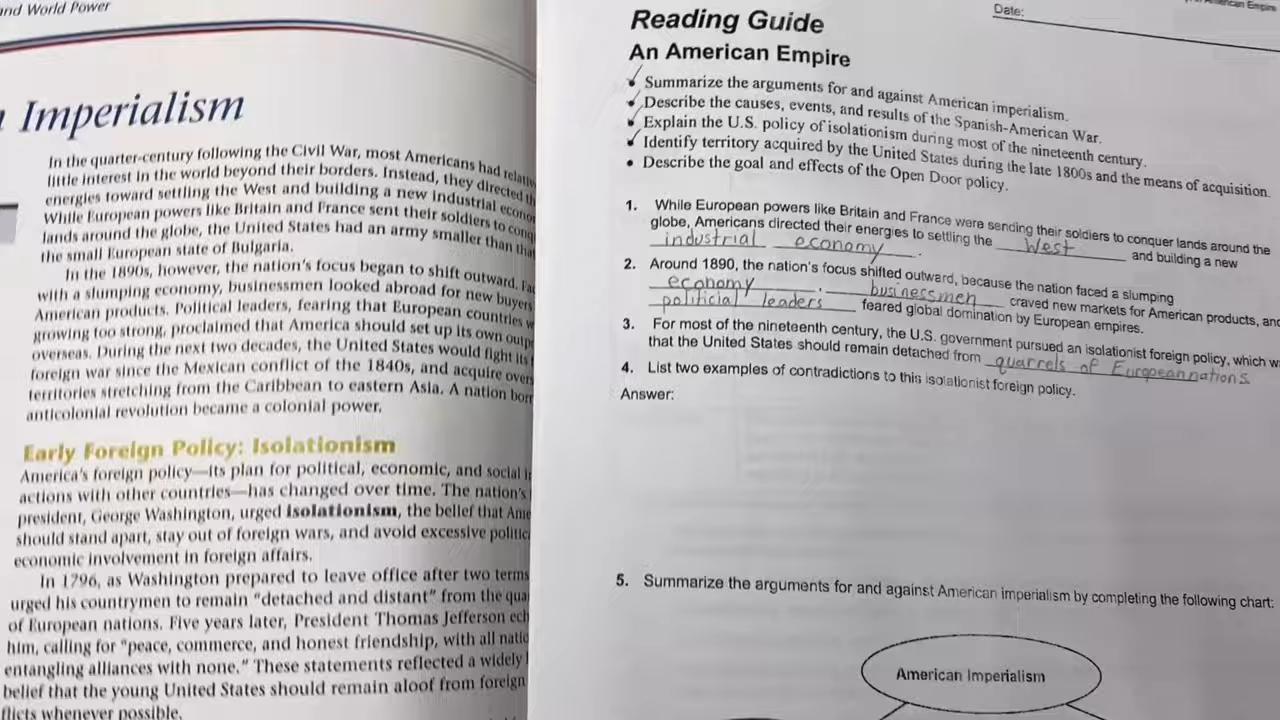 and World Power
Imperialism
In the quarter-century following the Civil War, most Americans had
little interest in the world beyond their borders. Instead, they directed
energies toward settling the West and building a new industrial
While European powers like Britain and France sent their soldiers to
lands around the globe, the United States had an army smaller than
the small European state of Bulgaria.
In the 1890s, however, the nation's focus began to shift outward.
with a slumping economy, businessmen looked abroad for new buyers
American products. Political leaders, fearing that European countries
growing too strong, proclaimed that America should set up its own
overseas. During the next two decades, the United States would fight its
foreign war since the Mexican conflict of the 1840s, and acquire
territories stretching from the Caribbean to eastern Asia. A nation
anticolonial revolution became a colonial power.
Early Foreign Policy: Isolationism
America's foreign policy—its plan for political, economic, and social
actions with other countries—has changed over time. The nation's
president, George Washington, urged isolationism, the belief that
should stand apart, stay out of foreign wars, and avoid excessive
economic involvement in foreign affairs.
In 1796, as Washington prepared to leave office after two terms
urged his countrymen to remain "detached and distant" from the
of European nations. Five years later, President Thomas Jefferson
him, calling for "peace, commerce, and honest friendship, with all
entangling alliances with none." These statements reflected a widely
belief that the young United States should remain aloof from foreign
whenever possible.
American Empire
Date:
Reading Guide
An American Empire
Summarize the arguments for and against American imperialism.
Describe the causes, events, and results of the Spanish-American War.
Explain the U.S. policy of isolationism during most of the nineteenth century.
Identify territory acquired by the United States during the late 1800s and the means of acquisition.
• Describe the goal and effects of the Open Door policy.
1. While European powers like Britain and France were sending their soldiers to conquer lands around the
globe, Americans directed their energies to settling the West and building a new
industrial economy.
2. Around 1890, the nation's focus shifted outward, because the nation faced a slumping
economy, businessmen craved new markets for American products, and
politicial leaders feared global domination by European empires.
3. For most of the nineteenth century, the U.S. government pursued an isolationist foreign policy, which
that the United States should remain detached from quarrels of European nations.
4. List two examples of contradictions to this isolationist foreign policy.
Answer:
5. Summarize the arguments for and against American imperialism by completing the following chart:
American Imperialism